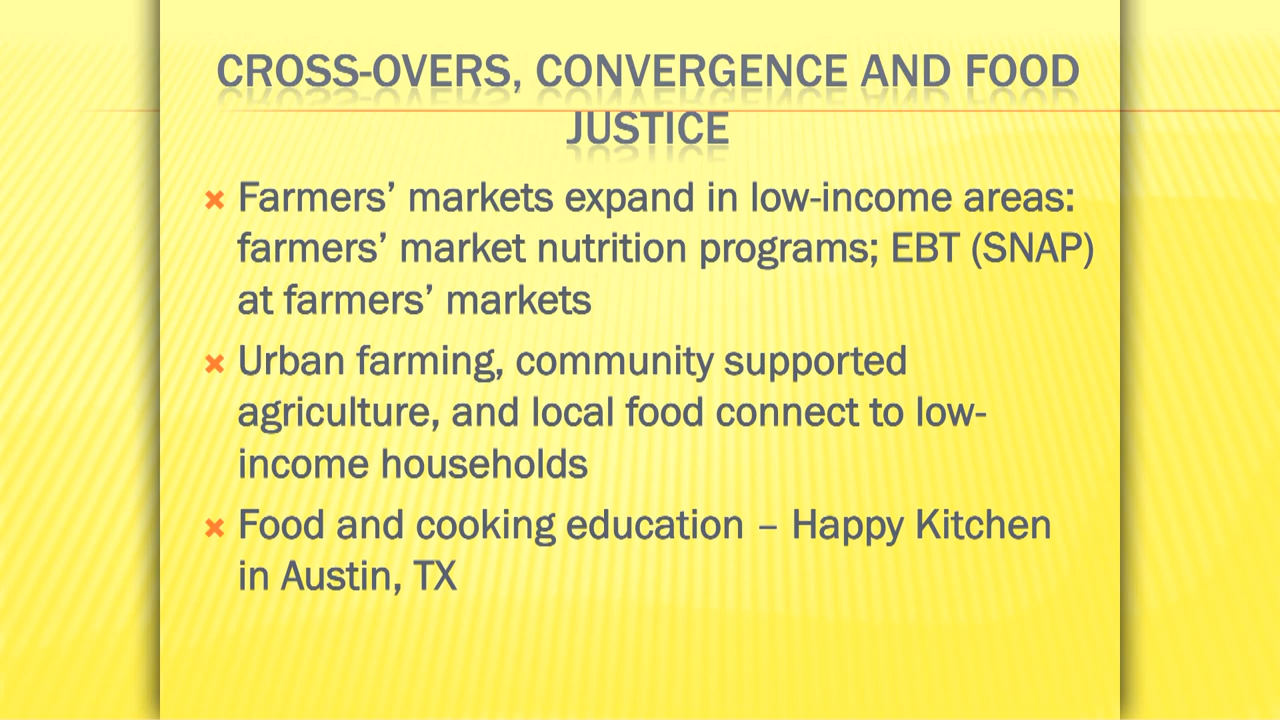 CROSS-OVERS, CONVERGENCE AND FOOD
JUSTICE
Farmers’ markets expand in low-income areas:
farmers’ market nutrition programs; EBT (SNAP)
at farmers’ markets
Urban farming, community supported
agriculture, and local food connect to low-
income households
Food and cooking education – Happy Kitchen
in Austin, TX